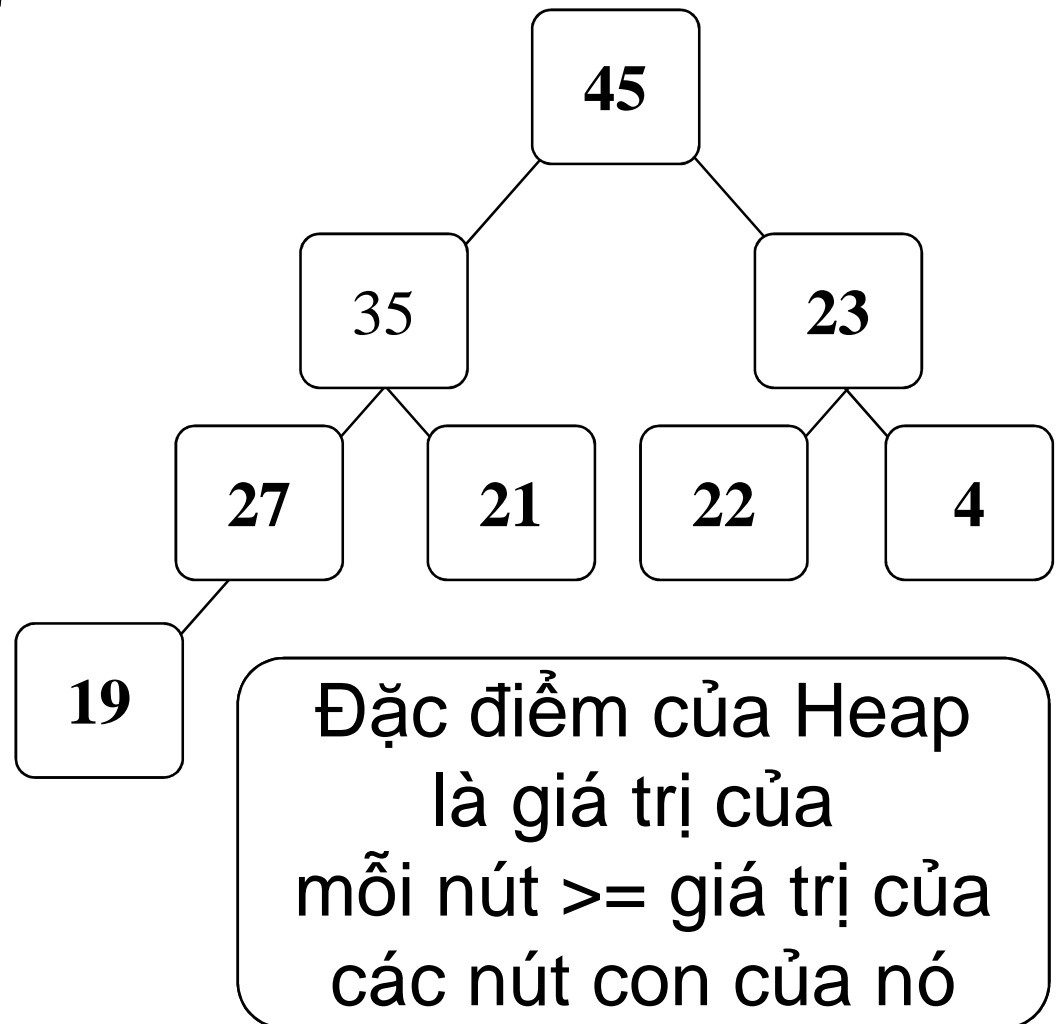 45
35
23
27
21
22
4
19
Đặc điểm của Heap
là giá trị của
mỗi nút >= giá trị của
các nút con của nó